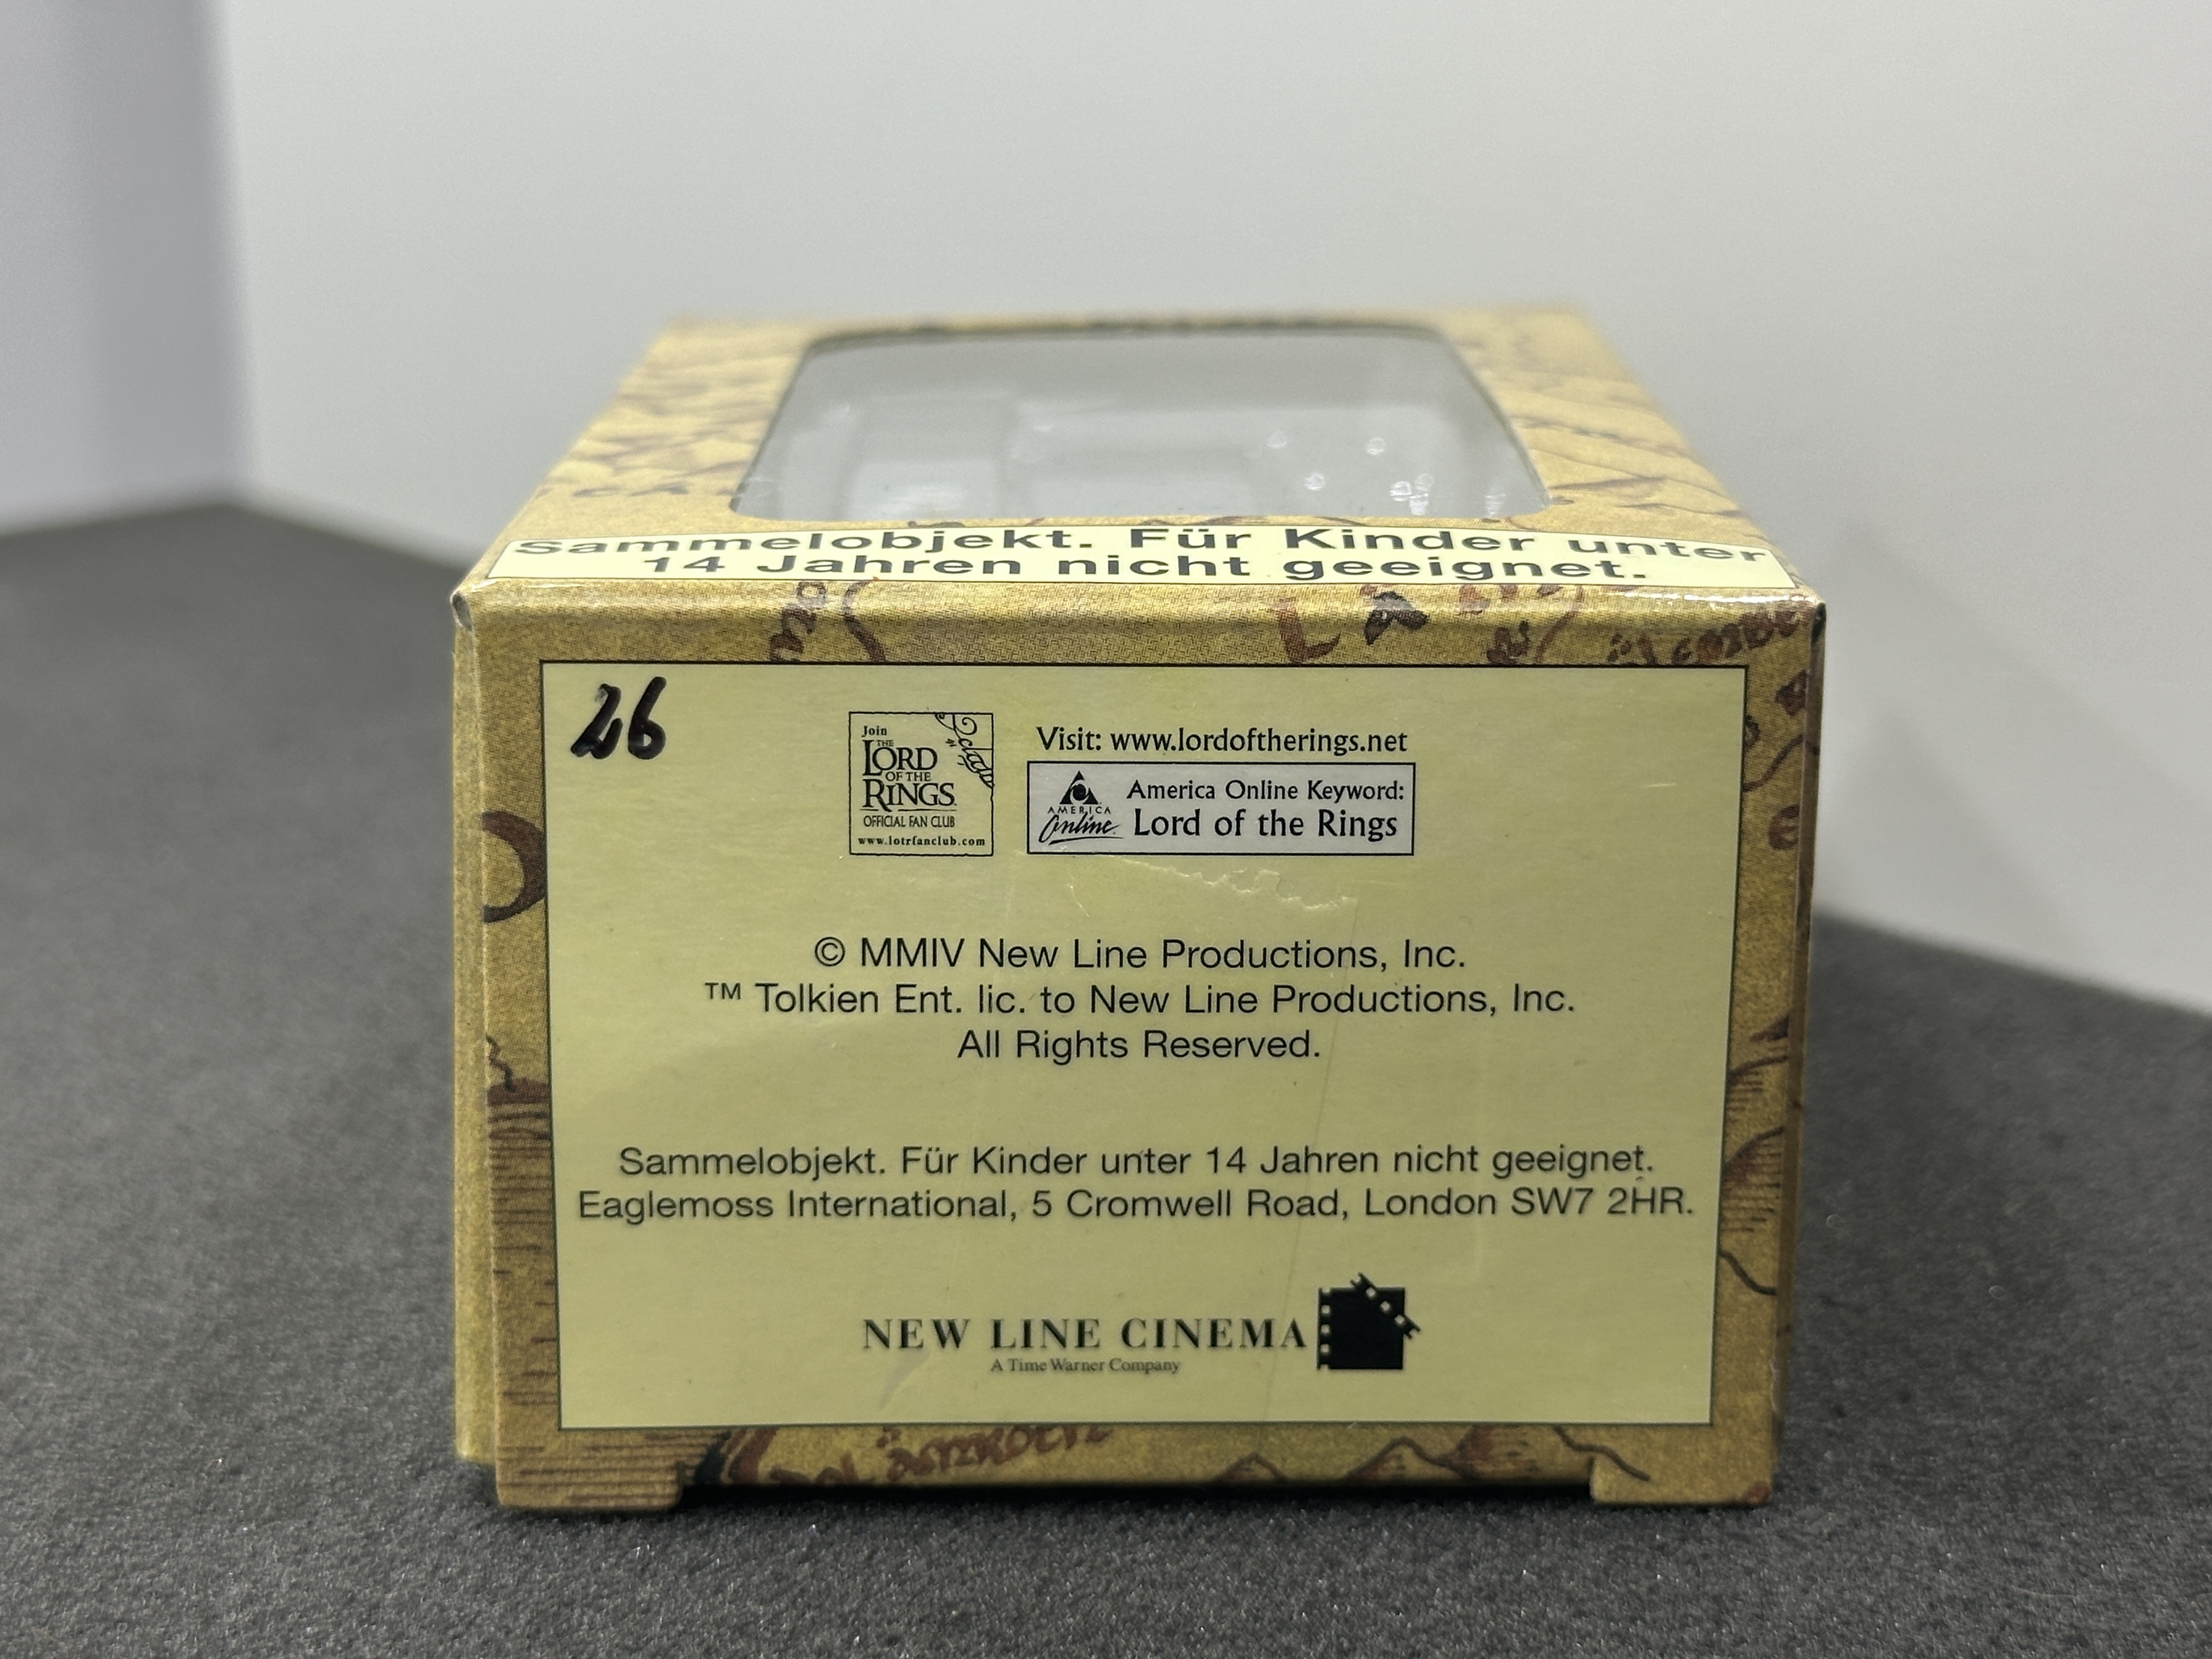 Sammelobjekt. Für Kinder unter
14 Jahren nicht geeignet.
26
Join
THE
LORD
OF THE
RINGS
OFFICIAL FAN CLUB
www.lotrfanclub.com
Visit: www.lordoftherings.net
AMERICA
Online
America Online Keyword:
Lord of the Rings
© MMIV New Line Productions, Inc.
™ Tolkien Ent. lic. to New Line Productions, Inc.
All Rights Reserved.
Sammelobjekt. Für Kinder unter 14 Jahren nicht geeignet.
Eaglemoss International, 5 Cromwell Road, London SW7 2HR.
NEW LINE CINEMA
A Time Warner Company